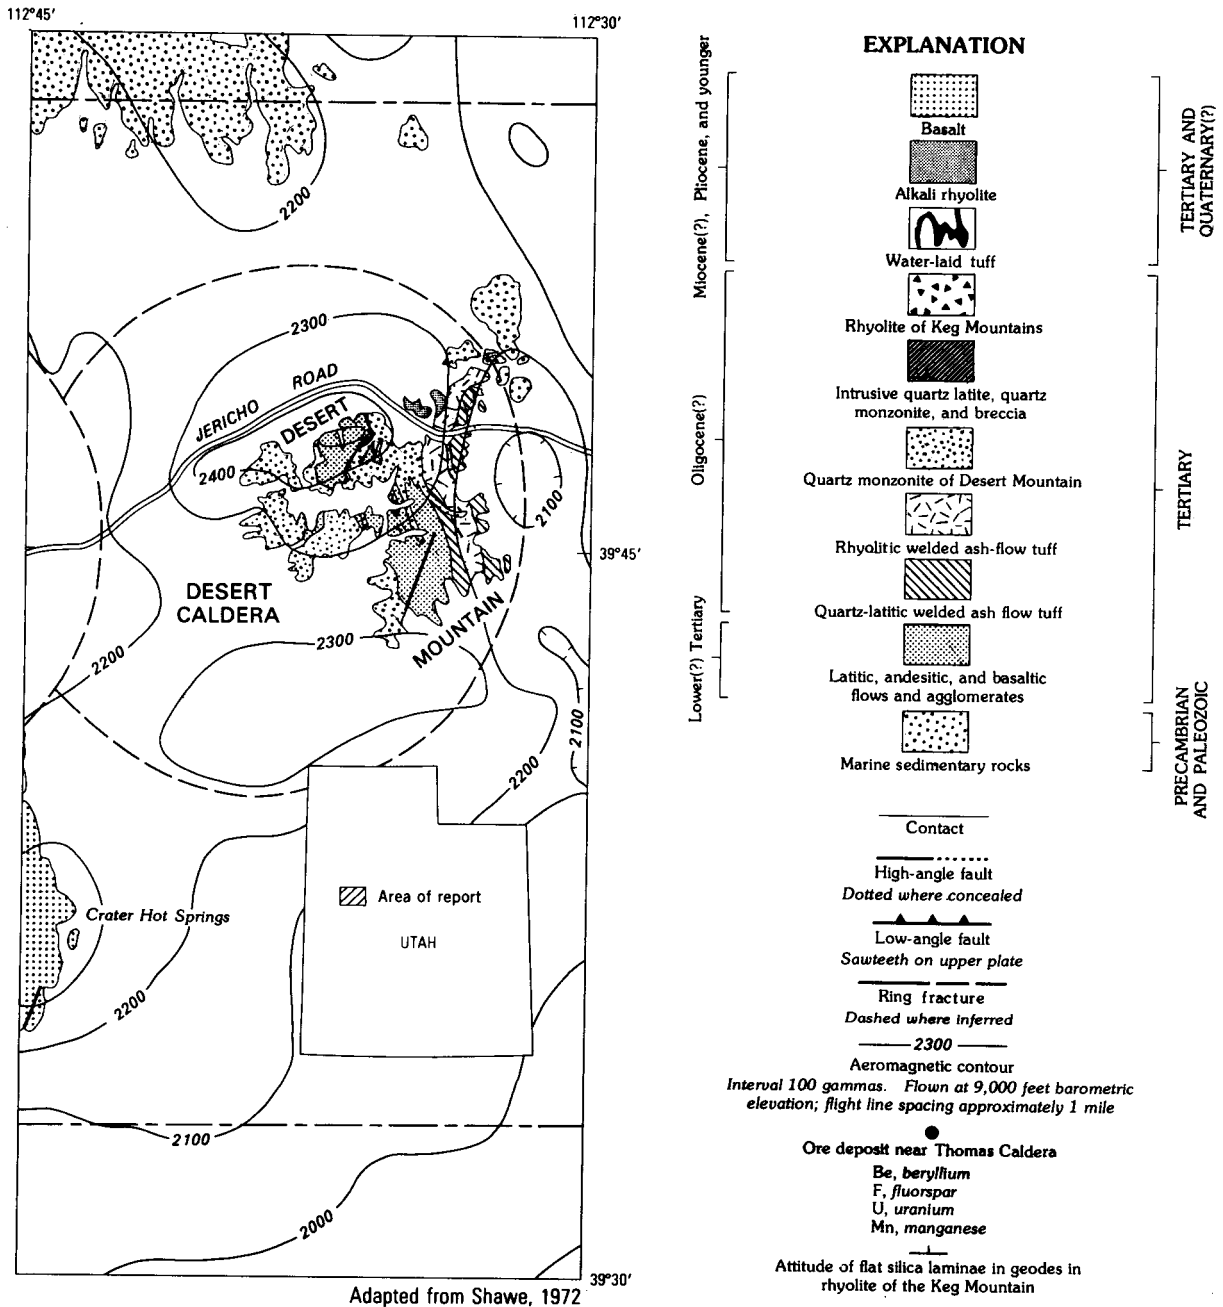 112°45′
112°30′
2200
2300
JERICHO ROAD
DESERT
2400
2100
39°45′
DESERT
CALDERA
MOUNTAIN
2300
2200
2100
2200
Crater Hot Springs
Area of report
UTAH
2200
2100
2000
39°30′
Adapted from Shawe, 1972
EXPLANATION
Basalt
Alkali rhyolite
Water-laid tuff
Rhyolite of Keg Mountains
Intrusive quartz latite, quartz
monzonite, and breccia
Quartz monzonite of Desert Mountain
Rhyolitic welded ash-flow tuff
Quartz-latitic welded ash flow tuff
Latitic, andesitic, and basaltic
flows and agglomerates
Marine sedimentary rocks
Miocene(?), Pliocene, and younger
Oligocene(?)
Lower(?) Tertiary
TERTIARY AND
QUATERNARY(?)
TERTIARY
PRECAMBRIAN
AND PALEOZOIC
Contact
High-angle fault
Dotted where concealed
Low-angle fault
Sawteeth on upper plate
Ring fracture
Dashed where inferred
2300
Aeromagnetic contour
Interval 100 gammas. Flown at 9,000 feet barometric
elevation; flight line spacing approximately 1 mile
Ore deposit near Thomas Caldera
Be, beryllium
F, fluorspar
U, uranium
Mn, manganese
Attitude of flat silica laminae in geodes in
rhyolite of the Keg Mountain